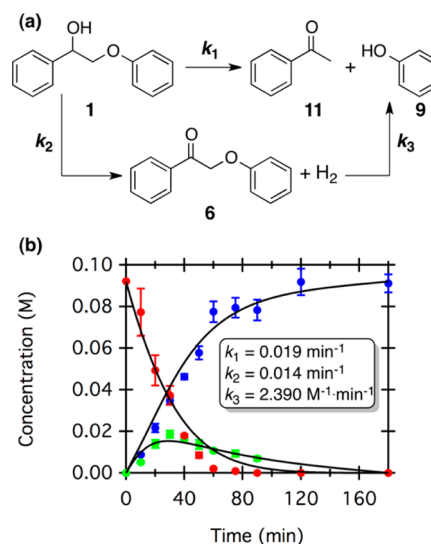 (a)
OH
O
k₁
O
+
HO
1
11
9
k₂
O
O
+ H₂
k₃
6
(b)
0.10
0.08
0.06
0.04
0.02
0.00
Concentration (M)
k₁ = 0.019 min⁻¹
k₂ = 0.014 min⁻¹
k₃ = 2.390 M⁻¹·min⁻¹
0 40 80 120 160
Time (min)